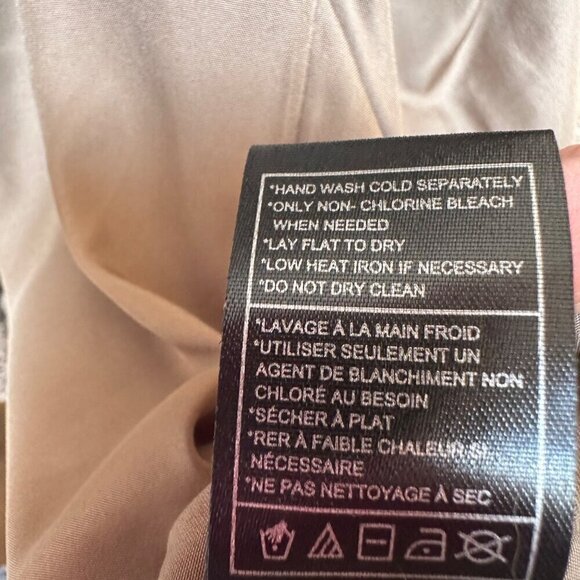 *HAND WASH COLD SEPARATELY
*ONLY NON- CHLORINE BLEACH
WHEN NEEDED
*LAY FLAT TO DRY
*LOW HEAT IRON IF NECESSARY
*DO NOT DRY CLEAN
*LAVAGE À LA MAIN FROID
*UTILISER SEULEMENT UN
AGENT DE BLANCHIMENT NON
CHLORÉ AU BESOIN
*SÉCHER À PLAT
*RER À FAIBLE CHALEUR SI
NÉCESSAIRE
*NE PAS NETTOYAGE À SEC